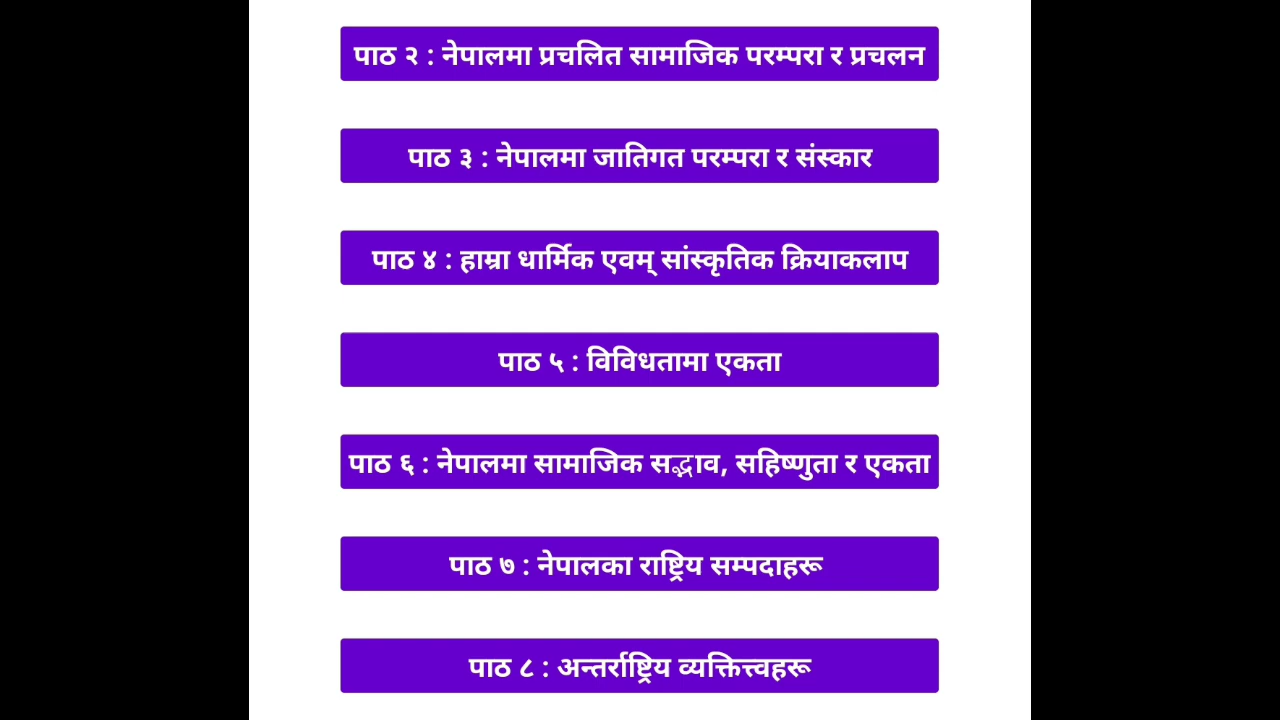 पाठ २ : नेपालमा प्रचलित सामाजिक परम्परा र प्रचलन
पाठ ३ : नेपालमा जातिगत परम्परा र संस्कार
पाठ ४ : हाम्रा धार्मिक एवम् सांस्कृतिक क्रियाकलाप
पाठ ५ : विविधतामा एकता
पाठ ६ : नेपालमा सामाजिक सद्भाव, सहिष्णुता र एकता
पाठ ७ : नेपालका राष्ट्रिय सम्पदाहरू
पाठ ८ : अन्तर्राष्ट्रिय व्यक्तित्त्वहरू